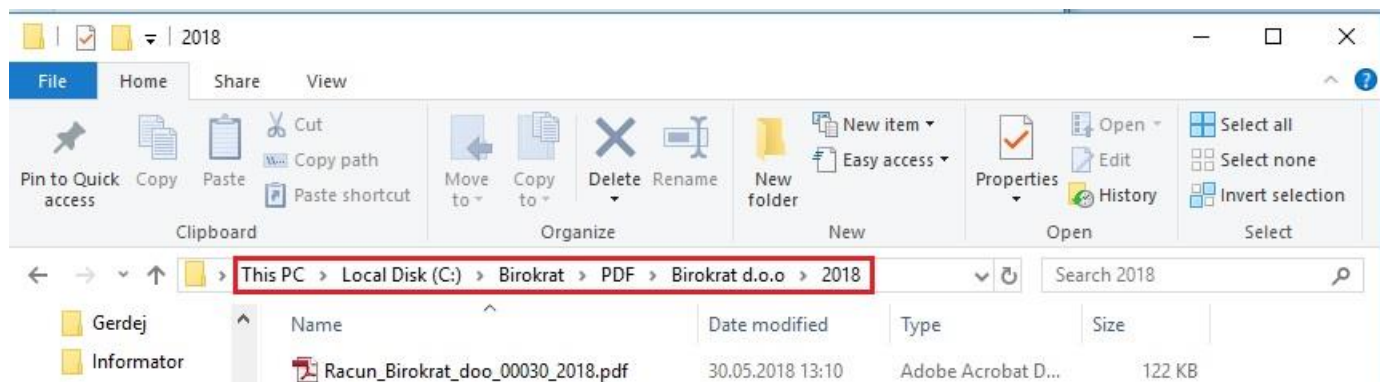 2018
File Home Share View
Pin to Quick access
Copy
Paste
Cut
Copy path
Paste shortcut
Clipboard
Move to
Copy to
Delete
Rename
Organize
New folder
New item
Easy access
New
Properties
Open
Edit
History
Open
Select all
Select none
Invert selection
Select
This PC › Local Disk (C:) › Birokrat › PDF › Birokrat d.o.o › 2018
Search 2018
Gerdej
Informator
Name Date modified Type Size
Racun_Birokrat_doo_00030_2018.pdf 30.05.2018 13:10 Adobe Acrobat D... 122 KB